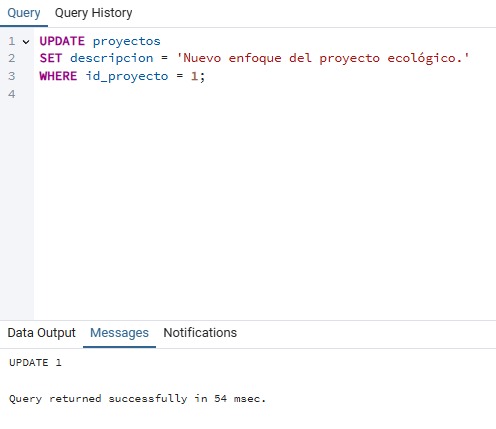 Query Query History
1 UPDATE proyectos
2 SET descripcion = 'Nuevo enfoque del proyecto ecológico.'
3 WHERE id_proyecto = 1;
4
Data Output Messages Notifications
UPDATE 1
Query returned successfully in 54 msec.